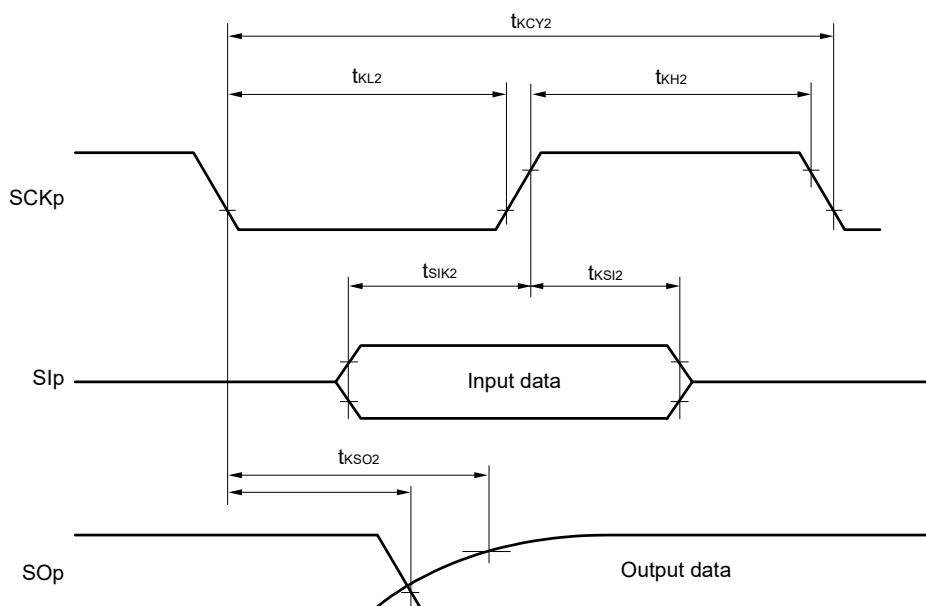 tKCY2
tKL2
tKH2
SCKp
tSIK2
tKSI2
SIp
Input data
tKSO2
SOp
Output data